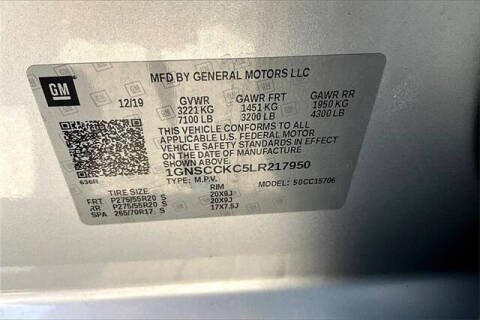 GM
MFD BY GENERAL MOTORS LLC
12/19 GVWR GAWR FRT GAWR RR
3221 KG 1451 KG 1950 KG
7100 LB 3200 LB 4300 LB
THIS VEHICLE CONFORMS TO ALL
APPLICABLE U.S. FEDERAL MOTOR
VEHICLE SAFETY STANDARDS IN
EFFECT ON THE DATE OF
MANUFACTURE SHOWN ABOVE.
1GNSCCKC5LR217950
636R TYPE: M.P.V. MODEL: 50CC15706
TIRE SIZE RIM
FRT P275/55R20 S 20X9J
RR P275/55R20 S 20X9J
SPA 265/70R17 S 17X7.5J